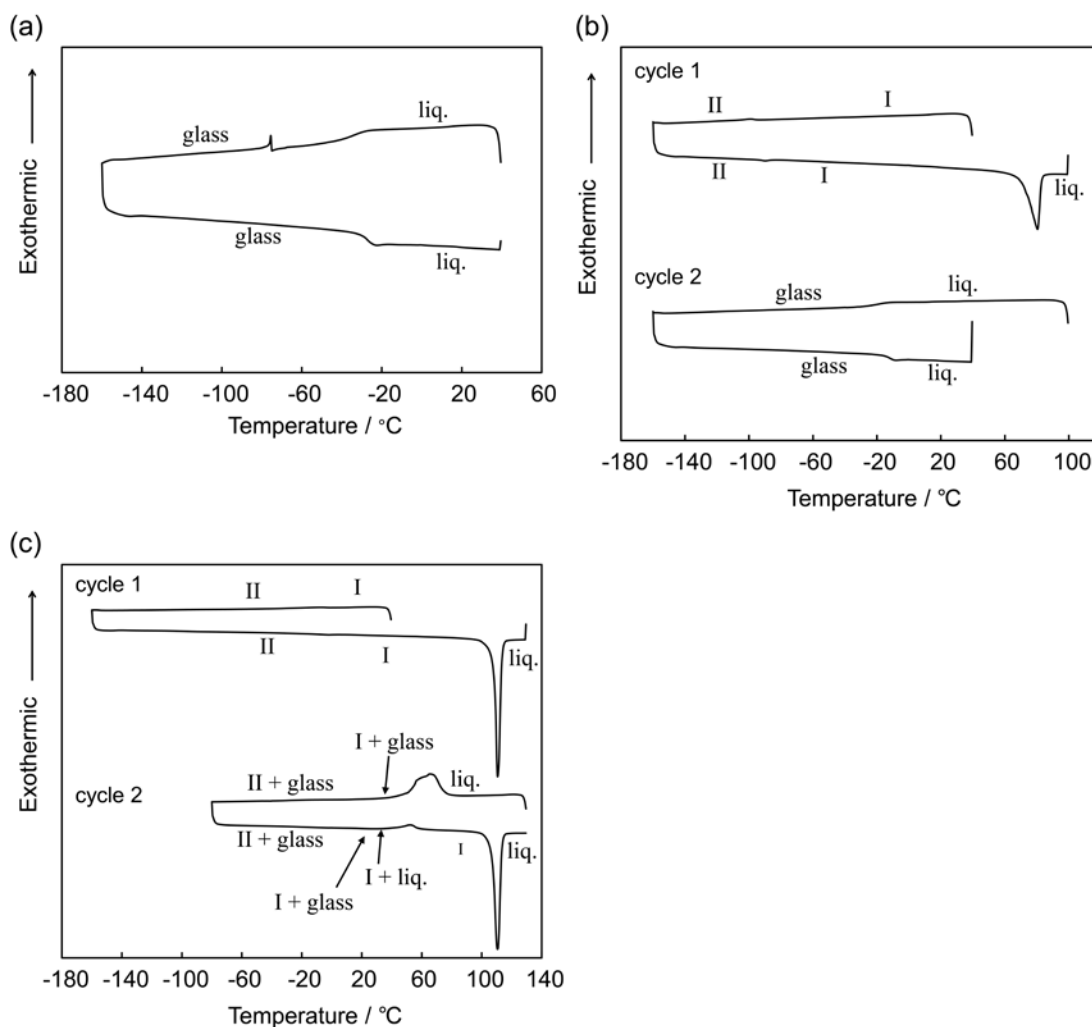 (a)
Exothermic
glass
liq.
glass
liq.
-180 -140 -100 -60 -20 20 60
Temperature / °C
(b)
Exothermic
cycle 1
II
I
II
I
liq.
cycle 2
glass
liq.
glass
liq.
-180 -140 -100 -60 -20 20 60 100
Temperature / °C
(c)
Exothermic
cycle 1
II
I
II
I
liq.
cycle 2
I + glass
II + glass
liq.
II + glass
I
liq.
I + liq.
I + glass
-180 -140 -100 -60 -20 20 60 100 140
Temperature / °C